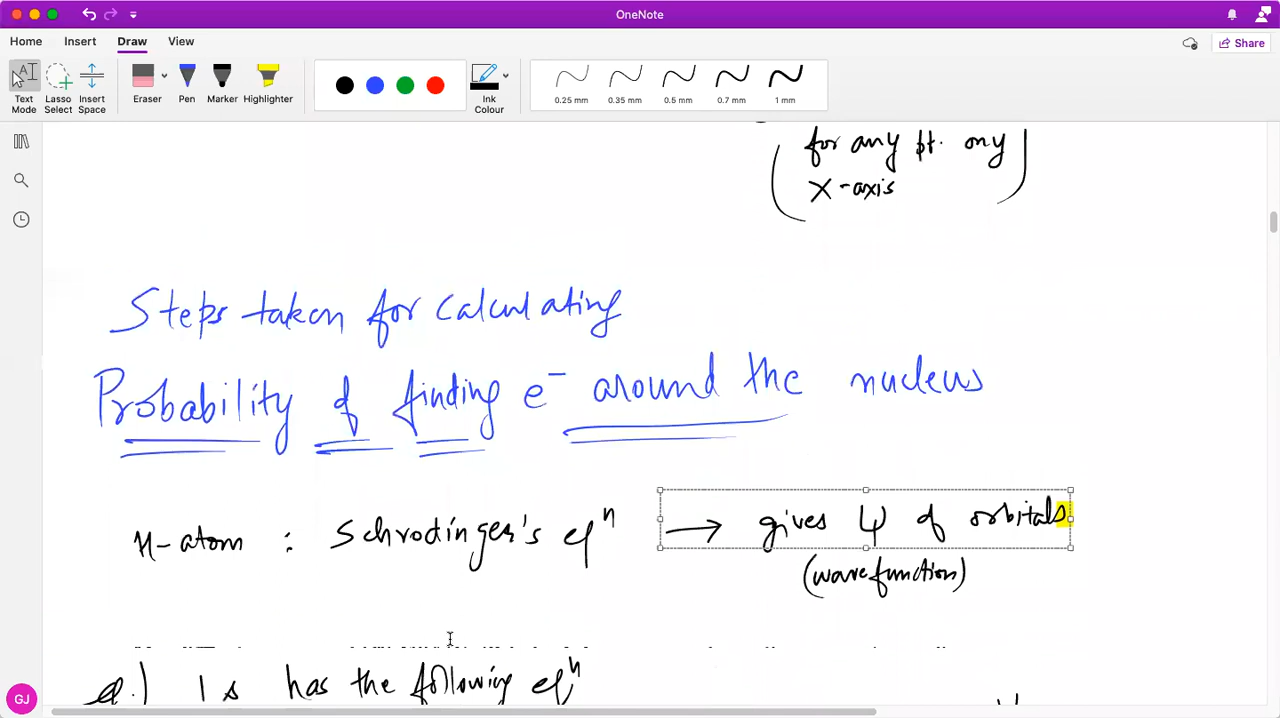 OneNote
Home Insert Draw View
Share
Text Mode
Lasso Select
Insert Space
Eraser
Pen
Marker
Highlighter
Ink Colour
0.25 mm 0.35 mm 0.5 mm 0.7 mm 1 mm
for any pt. ony
X-axis
Steps taken for calculating
Probability of finding e⁻ around the nucleus
H-atom : Schrodinger's eqⁿ → gives ψ of orbitals
(wavefunction)
1s has the following eqⁿ
GJ